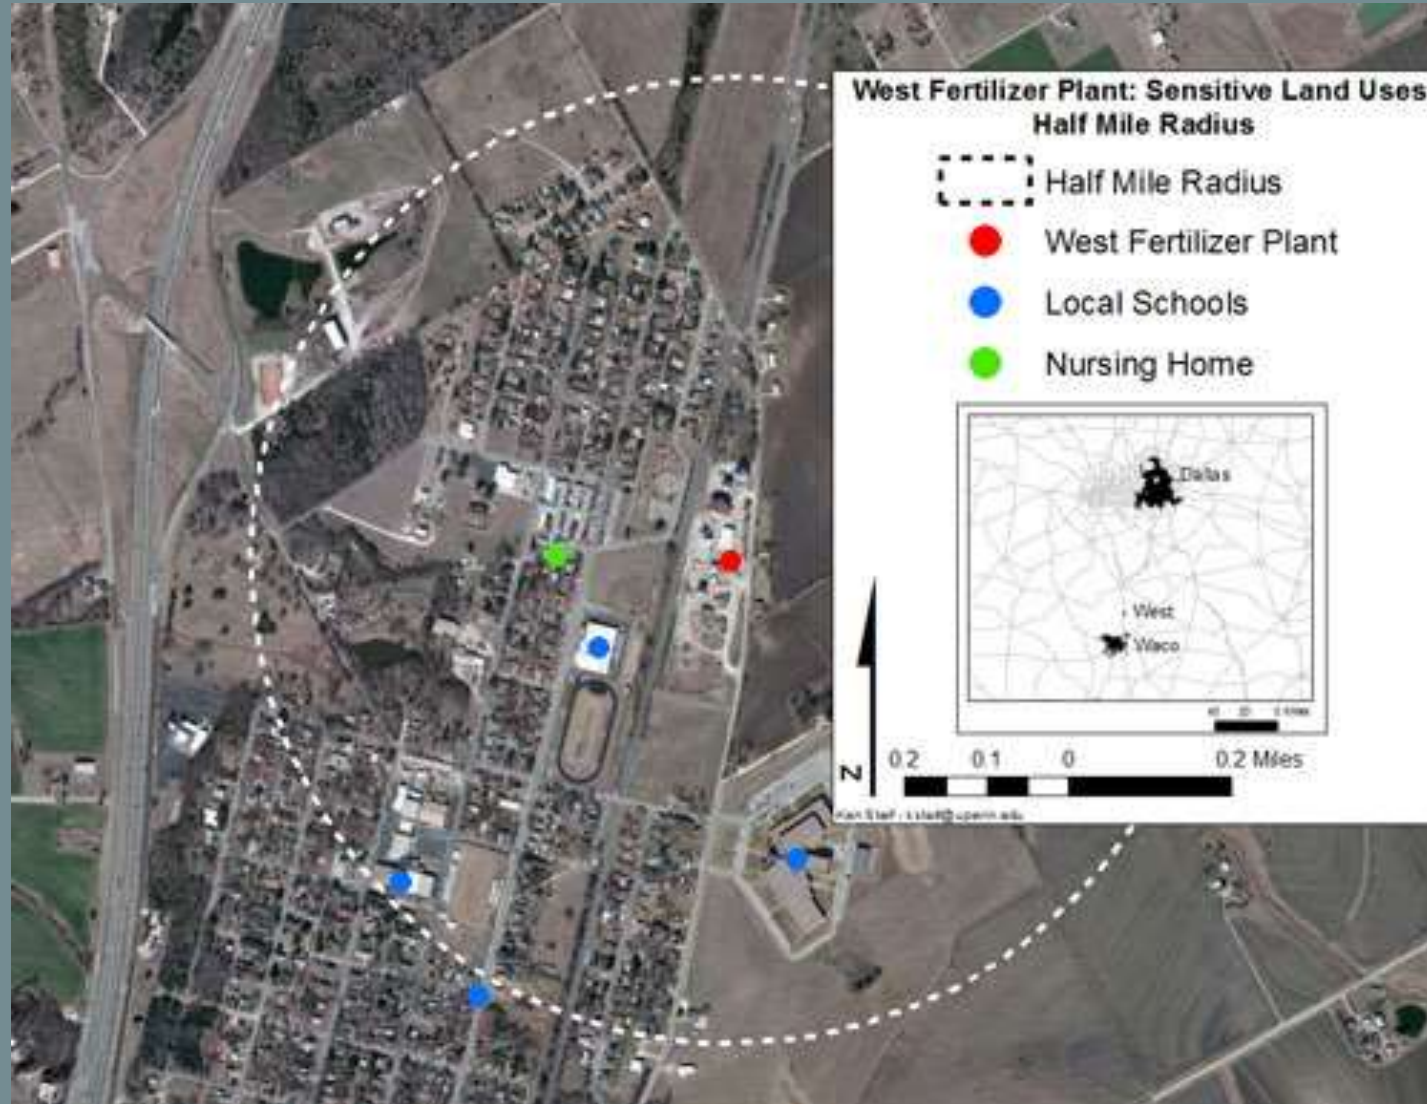 West Fertilizer Plant: Sensitive Land Uses
Half Mile Radius
Half Mile Radius
West Fertilizer Plant
Local Schools
Nursing Home
Dallas
West
Waco
N
0.2 0.1 0 0.2 Miles